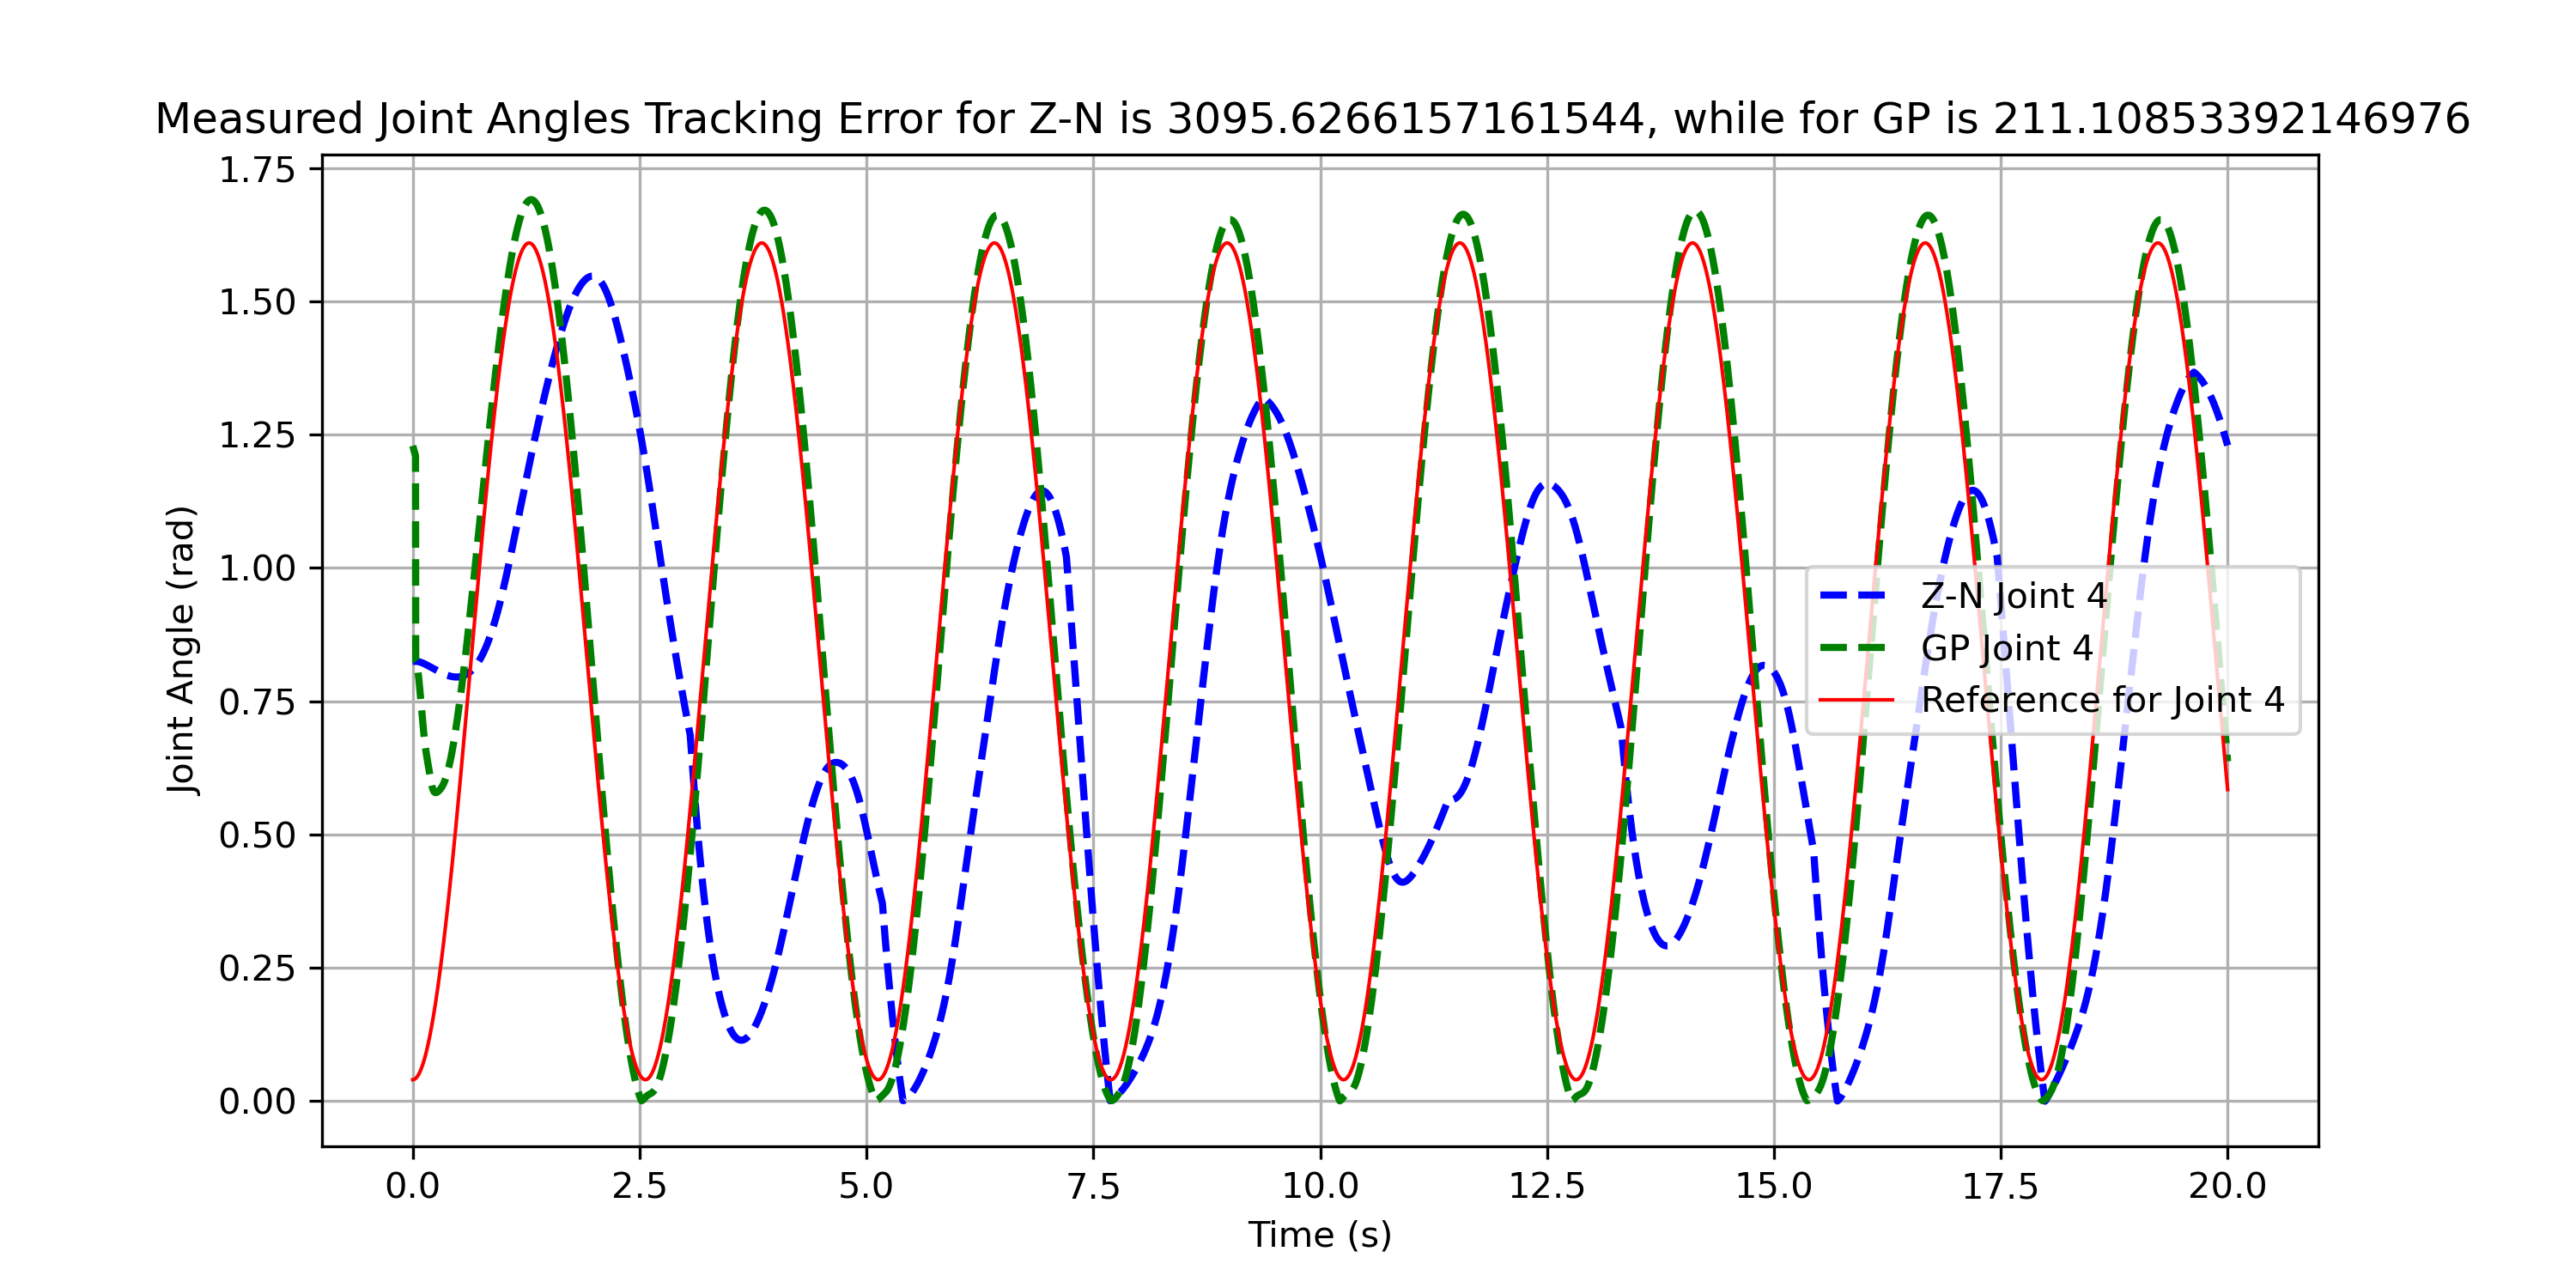 Measured Joint Angles Tracking Error for Z-N is 3095.6266157161544, while for GP is 211.10853392146976
1.75
1.50
1.25
1.00
0.75
0.50
0.25
0.00
Joint Angle (rad)
Z-N Joint 4
GP Joint 4
Reference for Joint 4
0.0 2.5 5.0 7.5 10.0 12.5 15.0 17.5 20.0
Time (s)